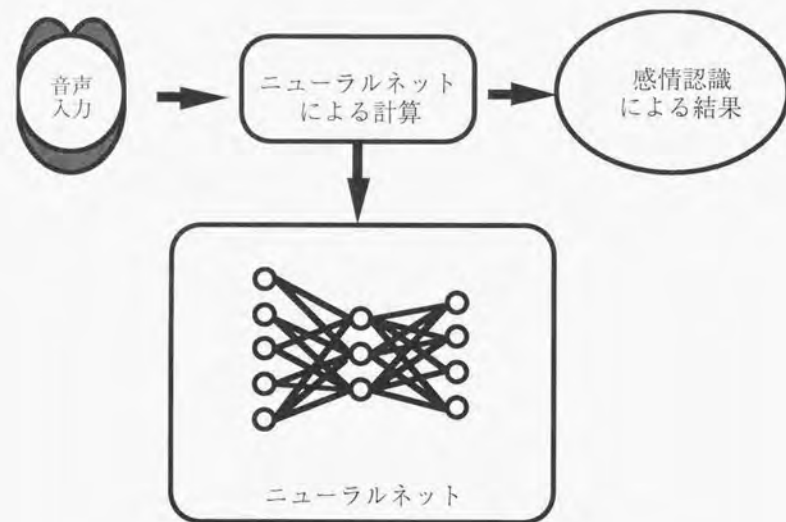 音声
入力
ニューラルネット
による計算
感情認識
による結果
ニューラルネット